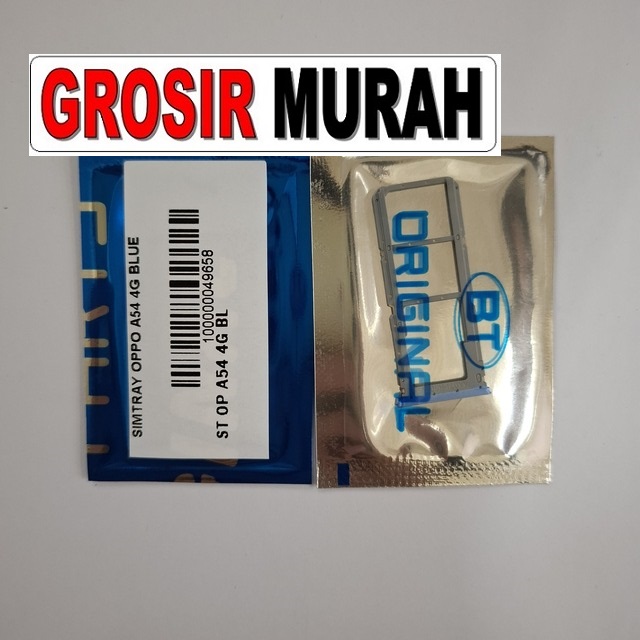 GROSIR MURAH
SIMTRAY OPPO A54 4G BLUE
100000049658
ST OP A54 4G BL
BT
ORIGINAL